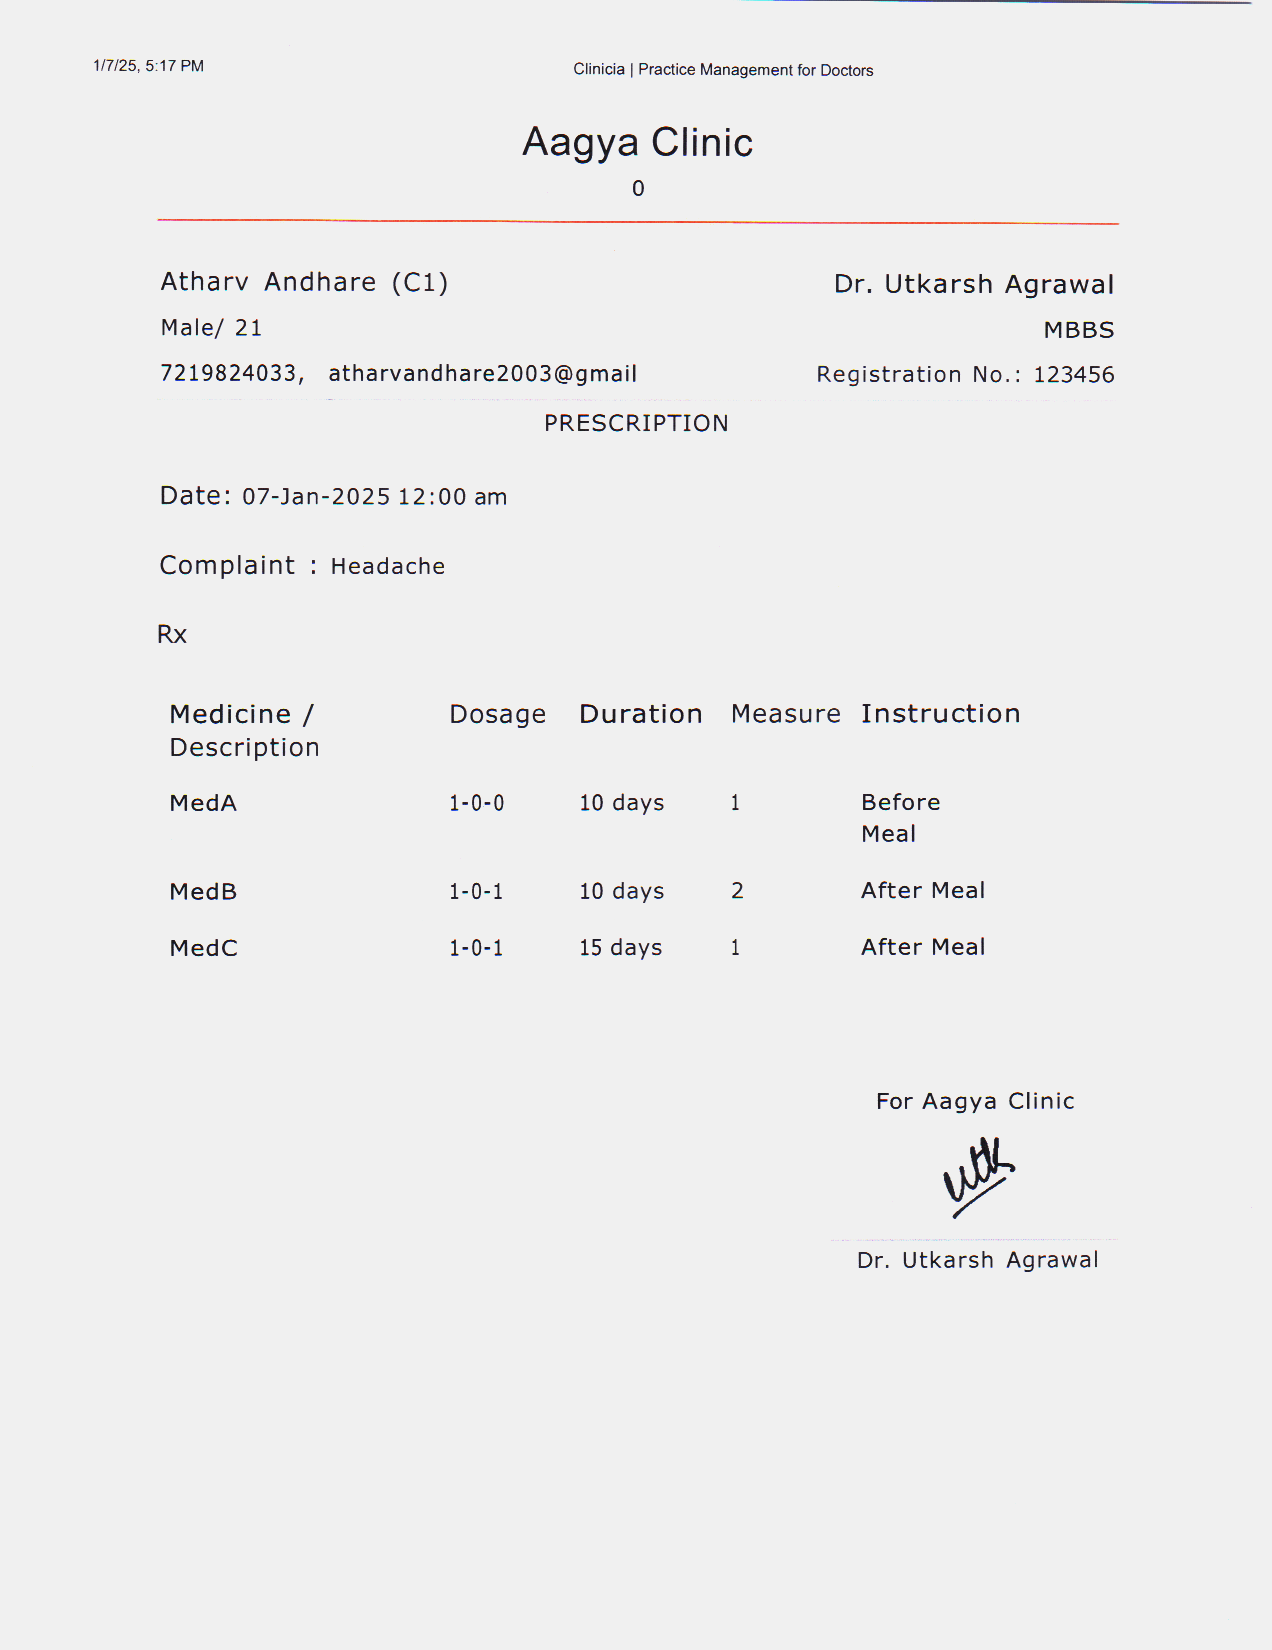 1/7/25, 5:17 PM
Clinicia | Practice Management for Doctors
Aagya Clinic
0
Atharv Andhare (C1)
Dr. Utkarsh Agrawal
Male/ 21
MBBS
7219824033, atharvandhare2003@gmail
Registration No.: 123456
PRESCRIPTION
Date: 07-Jan-2025 12:00 am
Complaint : Headache
Rx
Medicine / Dosage Duration Measure Instruction
Description
MedA 1-0-0 10 days 1 Before
Meal
MedB 1-0-1 10 days 2 After Meal
MedC 1-0-1 15 days 1 After Meal
For Aagya Clinic
utk
Dr. Utkarsh Agrawal